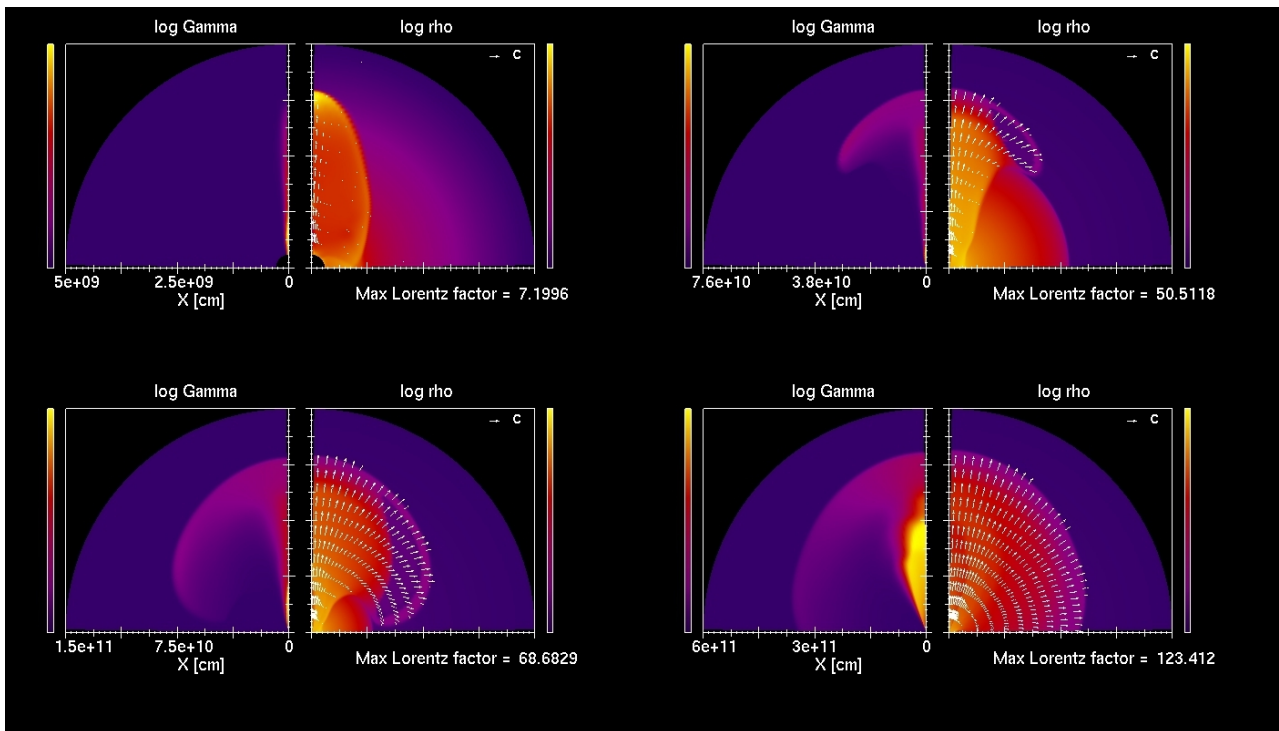 log Gamma
log rho
c
5e+09
2.5e+09
0
X [cm]
Max Lorentz factor = 7.1996
log Gamma
log rho
c
7.6e+10
3.8e+10
0
X [cm]
Max Lorentz factor = 50.5118
log Gamma
log rho
c
1.5e+11
7.5e+10
0
X [cm]
Max Lorentz factor = 68.6829
log Gamma
log rho
c
6e+11
3e+11
0
X [cm]
Max Lorentz factor = 123.412